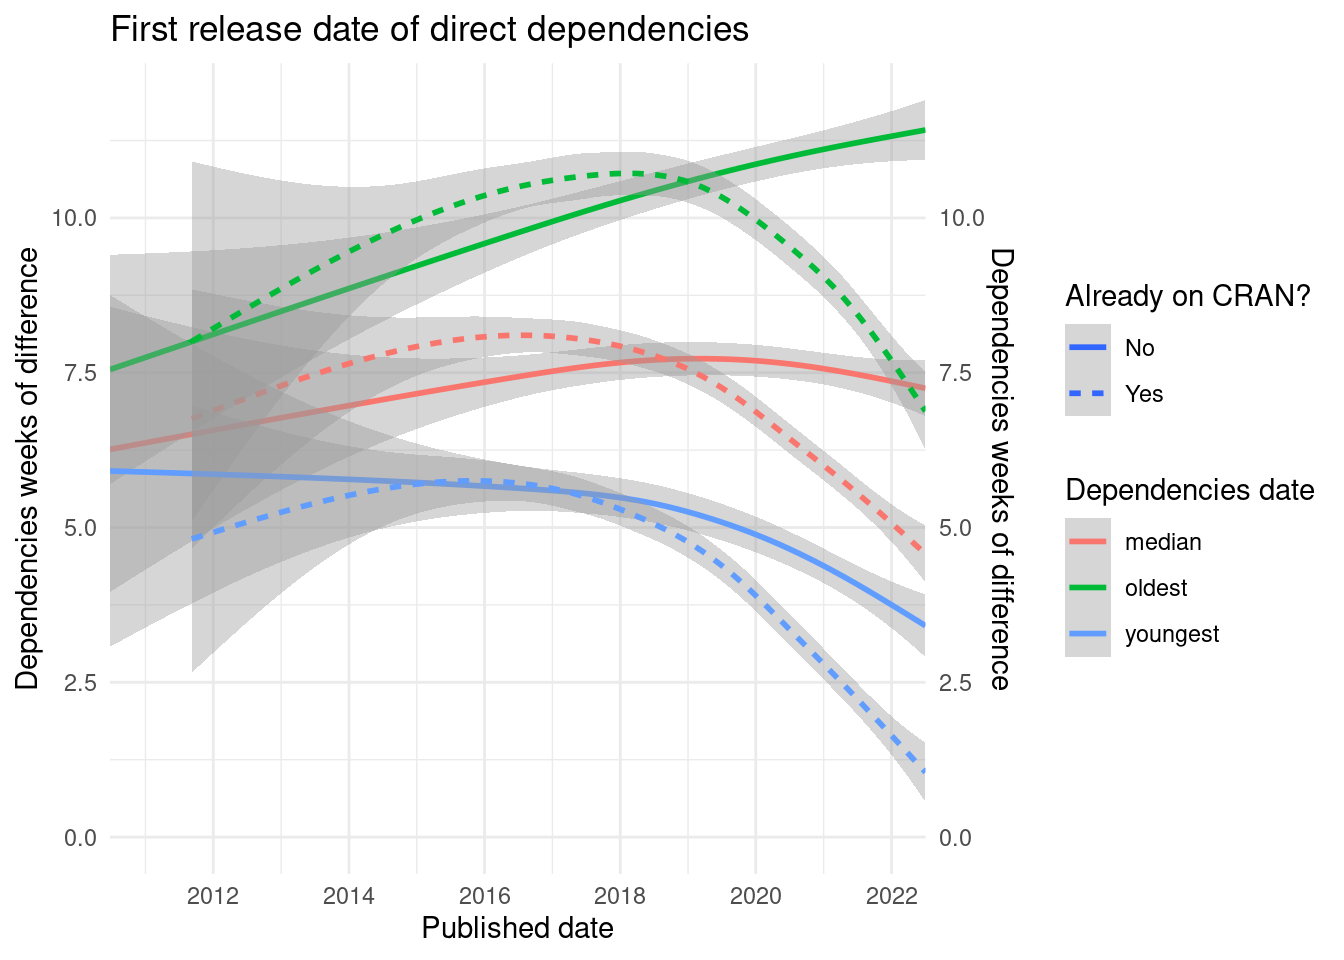 First release date of direct dependencies
Dependencies weeks of difference
10.0
7.5
5.0
2.5
0.0
2012
2014
2016
2018
2020
2022
Published date
10.0
7.5
5.0
2.5
0.0
Dependencies weeks of difference
Already on CRAN?
No
Yes
Dependencies date
median
oldest
youngest